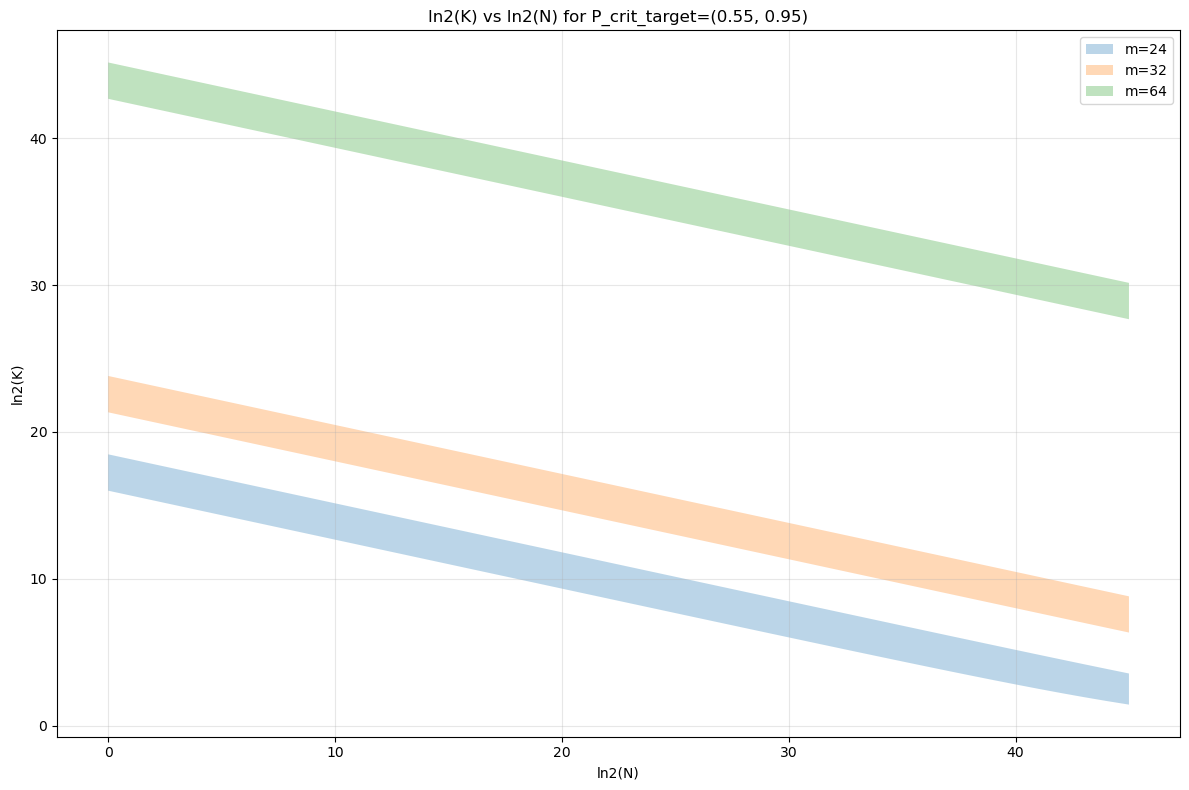 ln2(K) vs ln2(N) for P_crit_target=(0.55, 0.95)
m=24
m=32
m=64
ln2(K)
40
30
20
10
0
0 10 20 30 40
ln2(N)